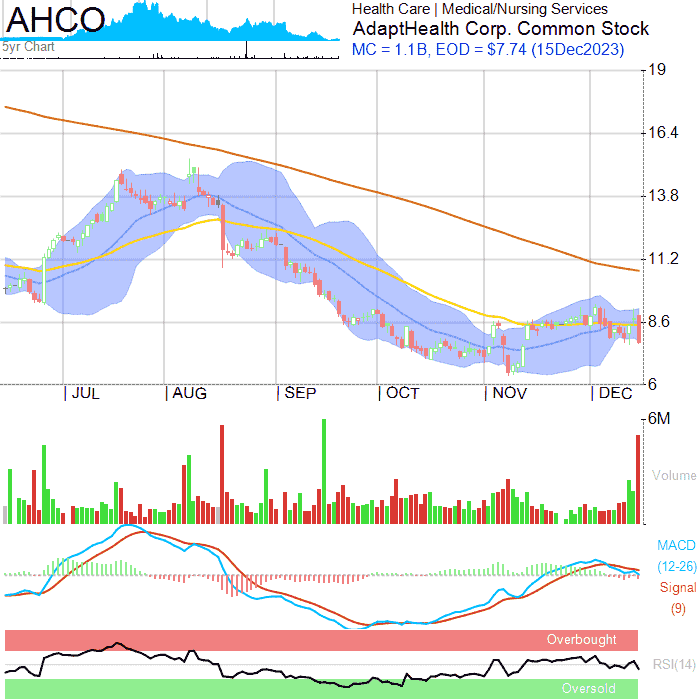 AHCO
5yr Chart
Health Care | Medical/Nursing Services
AdaptHealth Corp. Common Stock
MC = 1.1B, EOD = $7.74 (15Dec2023)
19
16.4
13.8
11.2
8.6
6
JUL AUG SEP OCT NOV DEC
6M
Volume
MACD
(12-26)
Signal
(9)
Overbought
RSI(14)
Oversold